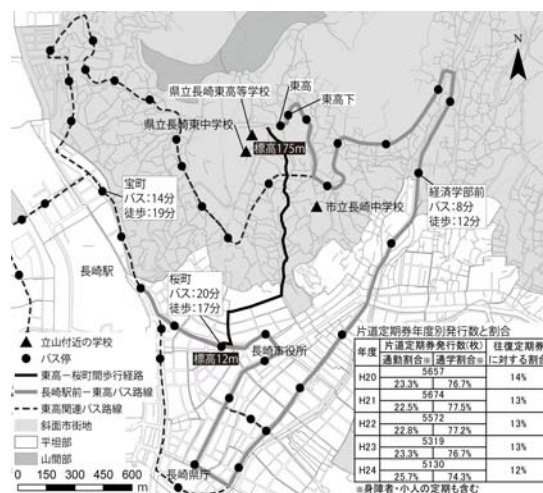 N
東高
東高下
県立長崎東高等学校
県立長崎東中学校
標高175m
宝町
バス:14分
徒歩:19分
経済学部前
バス:8分
徒歩:12分
市立長崎中学校
長崎駅
桜町
バス:20分
徒歩:17分
標高12m
長崎市役所
長崎県庁
▲ 立山付近の学校
● バス停
東高-桜町間歩行経路
長崎駅前-東高バス路線
東高関連バス路線
斜面市街地
平坦部
山間部
0 150 300 450 600
m
片道定期券年度別発行数と割合
年度 片道定期券発行数(枚) 往復定期券に対する割合
通勤割合※ 通学割合※
H20 5657 14%
23.3% 76.7%
H21 5674 13%
22.5% 77.5%
H22 5572 13%
22.8% 77.2%
H23 5319 13%
23.3% 76.7%
H24 5130 12%
25.7% 74.3%
※身障者・小人の定期も含む